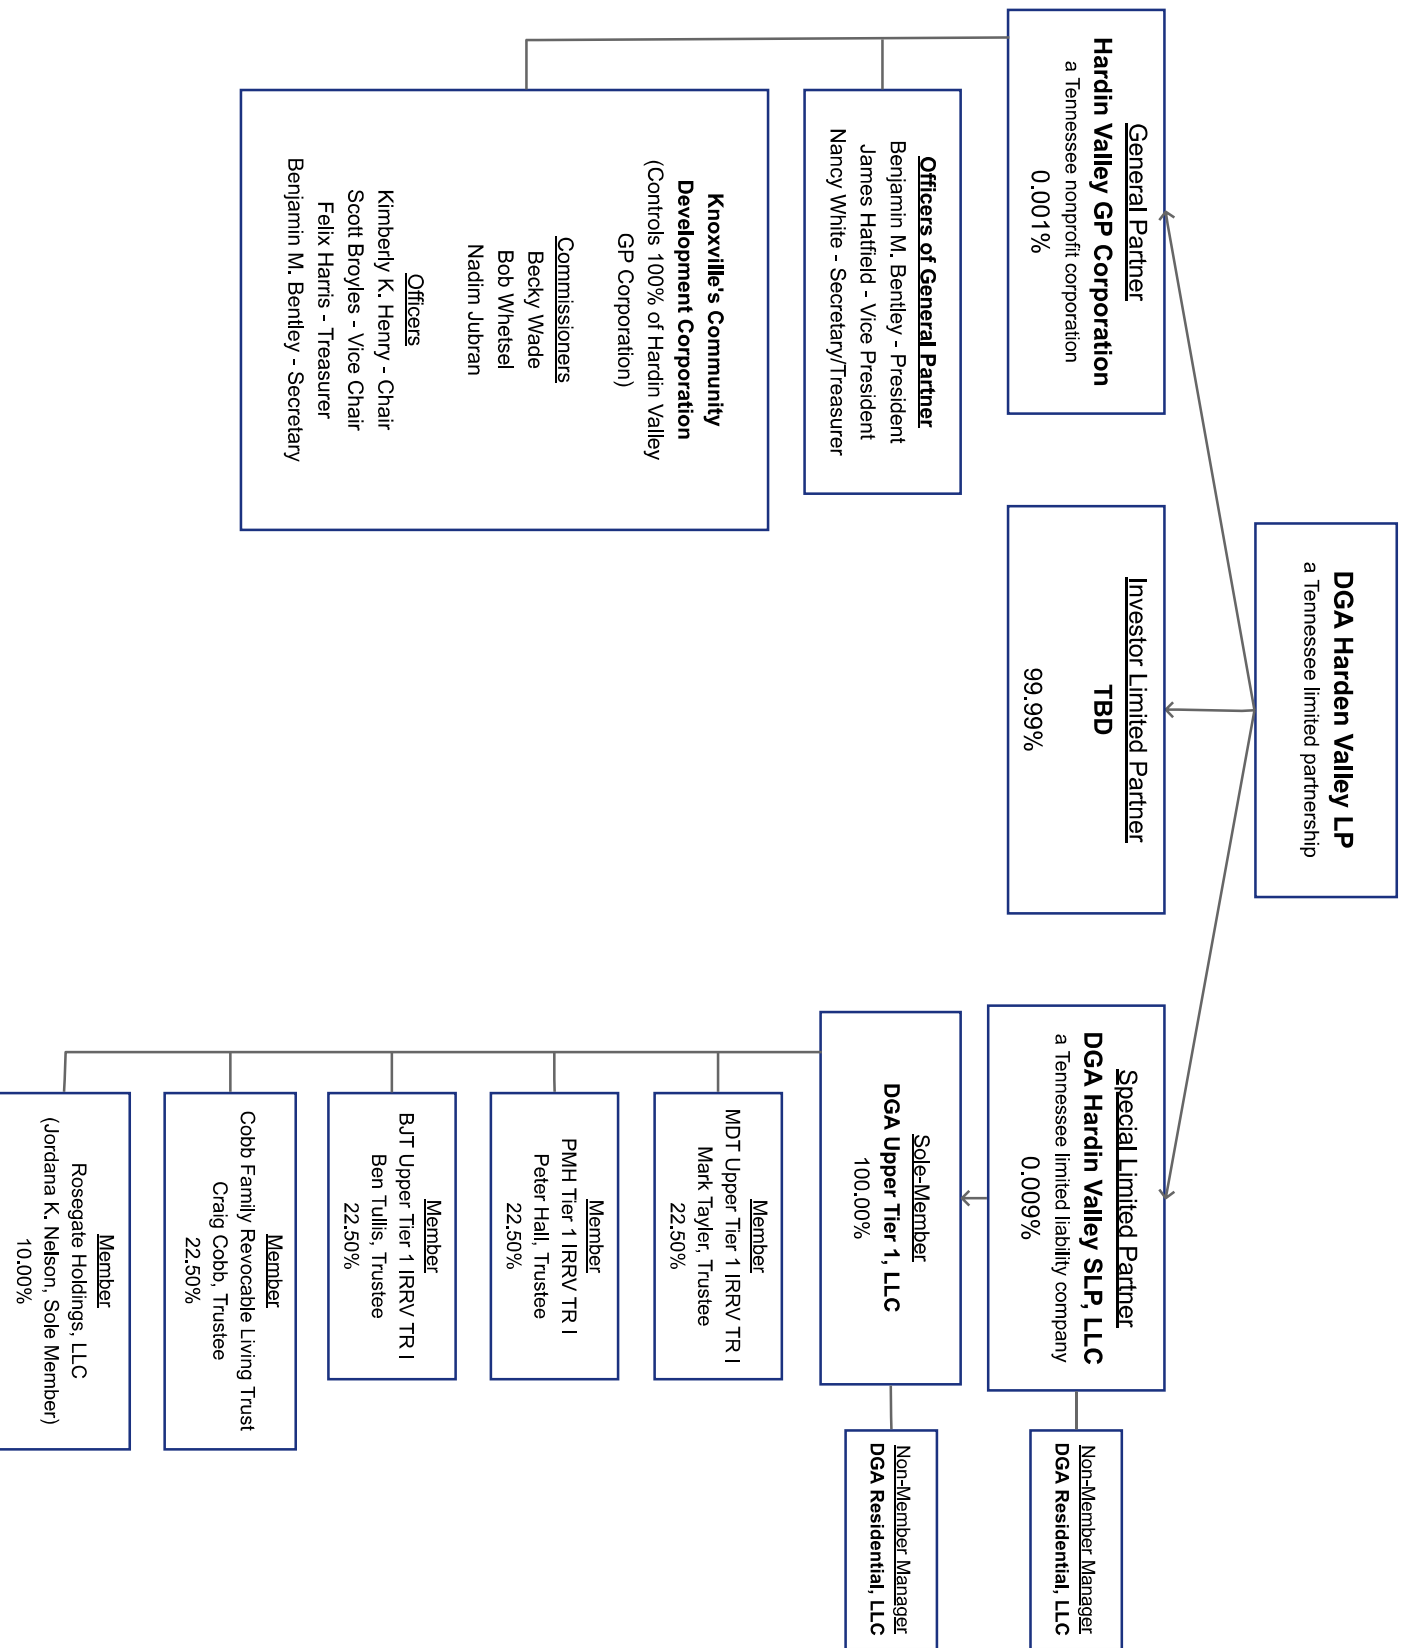 DGA Harden Valley LP
a Tennessee limited partnership
General Partner
Hardin Valley GP Corporation
a Tennessee nonprofit corporation
0.001%
Investor Limited Partner
TBD
99.99%
Special Limited Partner
DGA Hardin Valley SLP, LLC
a Tennessee limited liability company
0.009%
Non-Member Manager
DGA Residential, LLC
Officers of General Partner
Benjamin M. Bentley - President
James Hatfield - Vice President
Nancy White - Secretary/Treasurer
Sole-Member
DGA Upper Tier 1, LLC
100.00%
Non-Member Manager
DGA Residential, LLC
Knoxville's Community
Development Corporation
(Controls 100% of Hardin Valley
GP Corporation)
Commissioners
Becky Wade
Bob Whetsel
Nadim Jubran
Officers
Kimberly K. Henry - Chair
Scott Broyles - Vice Chair
Felix Harris - Treasurer
Benjamin M. Bentley - Secretary
Member
MDT Upper Tier 1 IRRV TR I
Mark Tayler, Trustee
22.50%
Member
PMH Tier 1 IRRV TR I
Peter Hall, Trustee
22.50%
Member
BJT Upper Tier 1 IRRV TR I
Ben Tullis, Trustee
22.50%
Member
Cobb Family Revocable Living Trust
Craig Cobb, Trustee
22.50%
Member
Rosegate Holdings, LLC
(Jordana K. Nelson, Sole Member)
10.00%